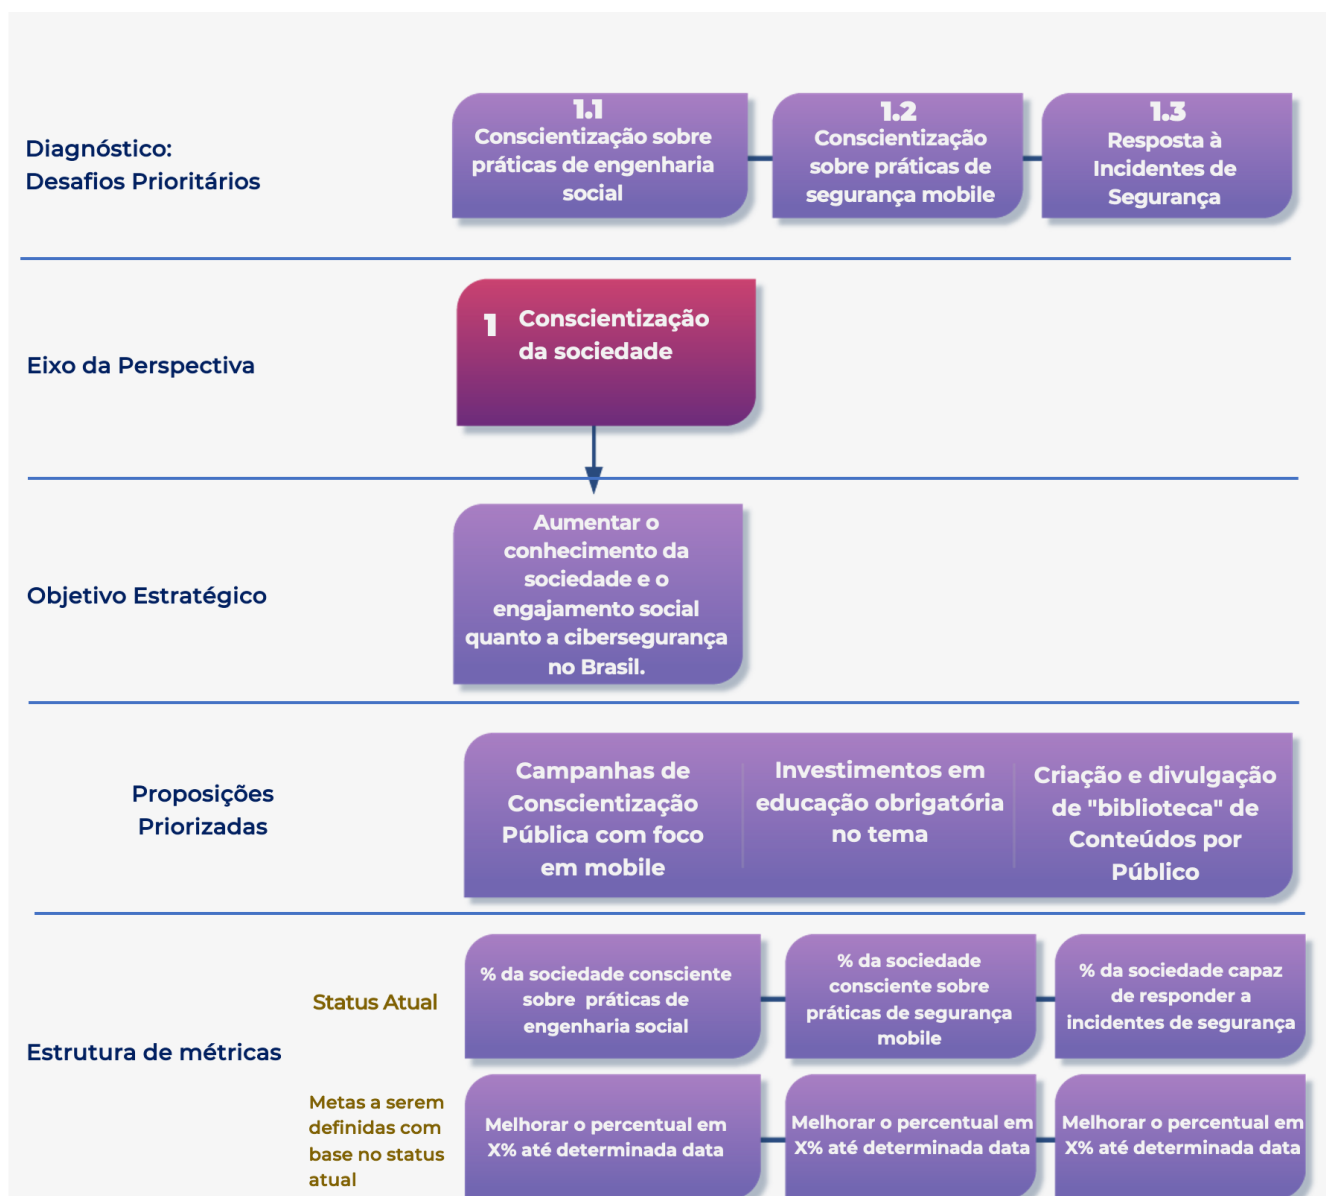 Diagnóstico:
Desafios Prioritários
1.1
Conscientização sobre
práticas de engenharia
social
1.2
Conscientização
sobre práticas de
segurança mobile
1.3
Resposta à
Incidentes de
Segurança
Eixo da Perspectiva
1 Conscientização
da sociedade
Objetivo Estratégico
Aumentar o
conhecimento da
sociedade e o
engajamento social
quanto a cibersegurança
no Brasil.
Proposições
Priorizadas
Campanhas de
Conscientização
Pública com foco
em mobile
Investimentos em
educação obrigatória
no tema
Criação e divulgação
de "biblioteca" de
Conteúdos por
Público
Estrutura de métricas
Status Atual
% da sociedade consciente
sobre práticas de
engenharia social
% da sociedade
consciente sobre
práticas de segurança
mobile
% da sociedade capaz
de responder a
incidentes de segurança
Metas a serem
definidas com
base no status
atual
Melhorar o percentual em
X% até determinada data
Melhorar o percentual em
X% até determinada data
Melhorar o percentual em
X% até determinada data